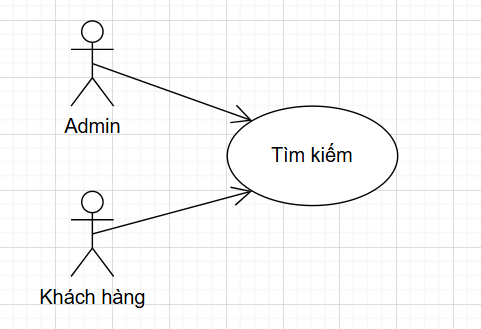 Admin
Tìm kiếm
Khách hàng